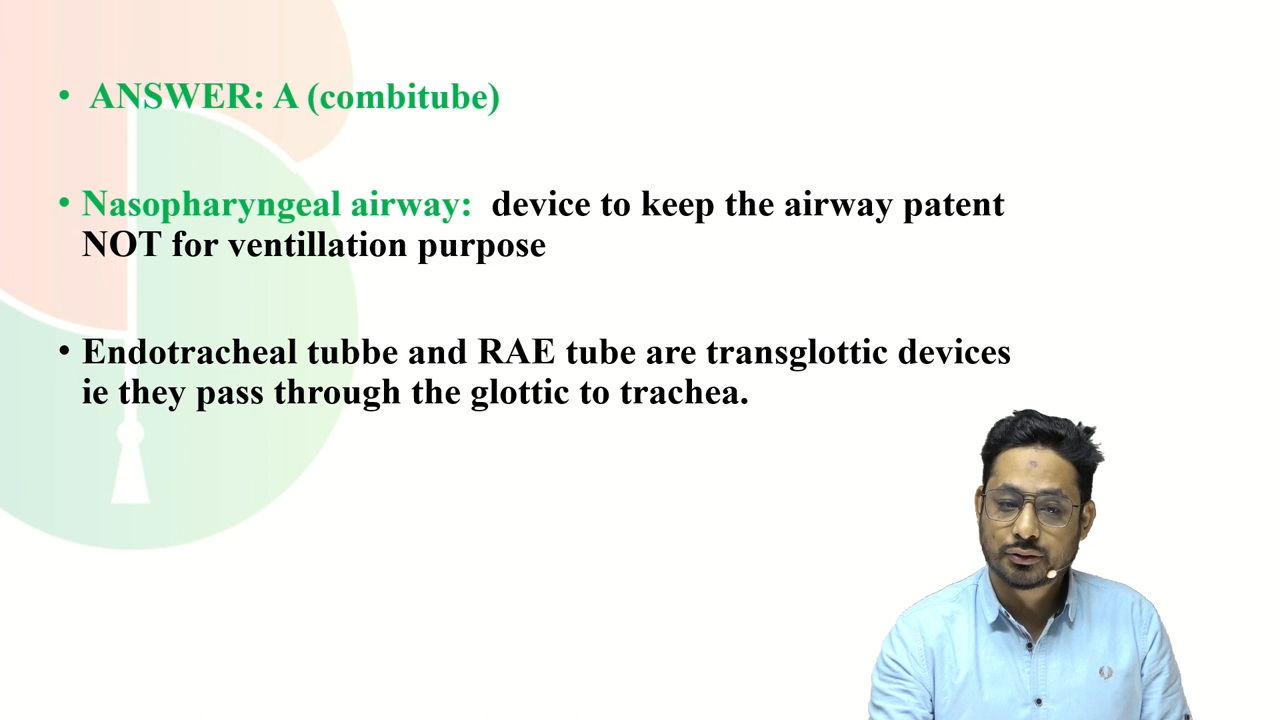 • ANSWER: A (combitube)
• Nasopharyngeal airway: device to keep the airway patent
NOT for ventillation purpose
• Endotracheal tubbe and RAE tube are transglottic devices
ie they pass through the glottic to trachea.